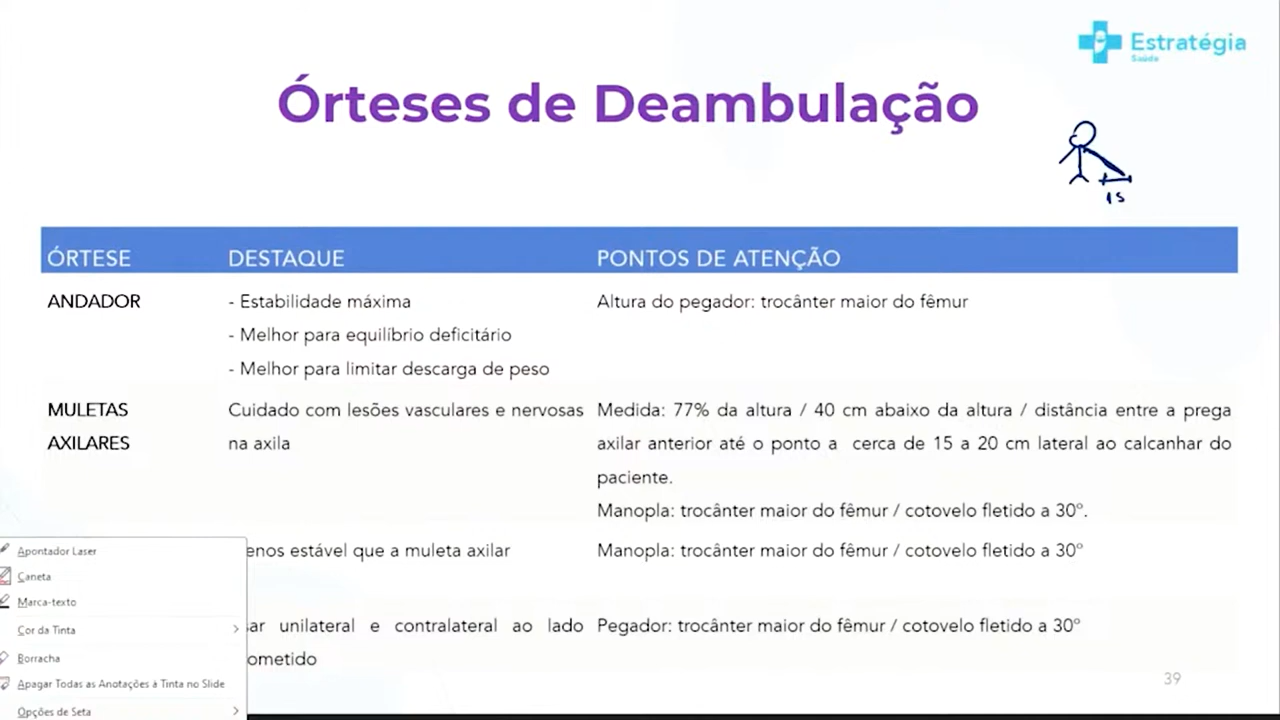 Estratégia
Saúde
Órteses de Deambulação
15
ÓRTESE DESTAQUE PONTOS DE ATENÇÃO
ANDADOR - Estabilidade máxima Altura do pegador: trocânter maior do fêmur
- Melhor para equilíbrio deficitário
- Melhor para limitar descarga de peso
MULETAS Cuidado com lesões vasculares e nervosas Medida: 77% da altura / 40 cm abaixo da altura / distância entre a prega
AXILARES na axila axilar anterior até o ponto a cerca de 15 a 20 cm lateral ao calcanhar do
paciente.
Manopla: trocânter maior do fêmur / cotovelo fletido a 30º.
enos estável que a muleta axilar Manopla: trocânter maior do fêmur / cotovelo fletido a 30º
ar unilateral e contralateral ao lado Pegador: trocânter maior do fêmur / cotovelo fletido a 30º
ometido
Apontador Laser
Caneta
Marca-texto
Cor da Tinta
Borracha
Apagar Todas as Anotações à Tinta no Slide
Opções de Seta
39